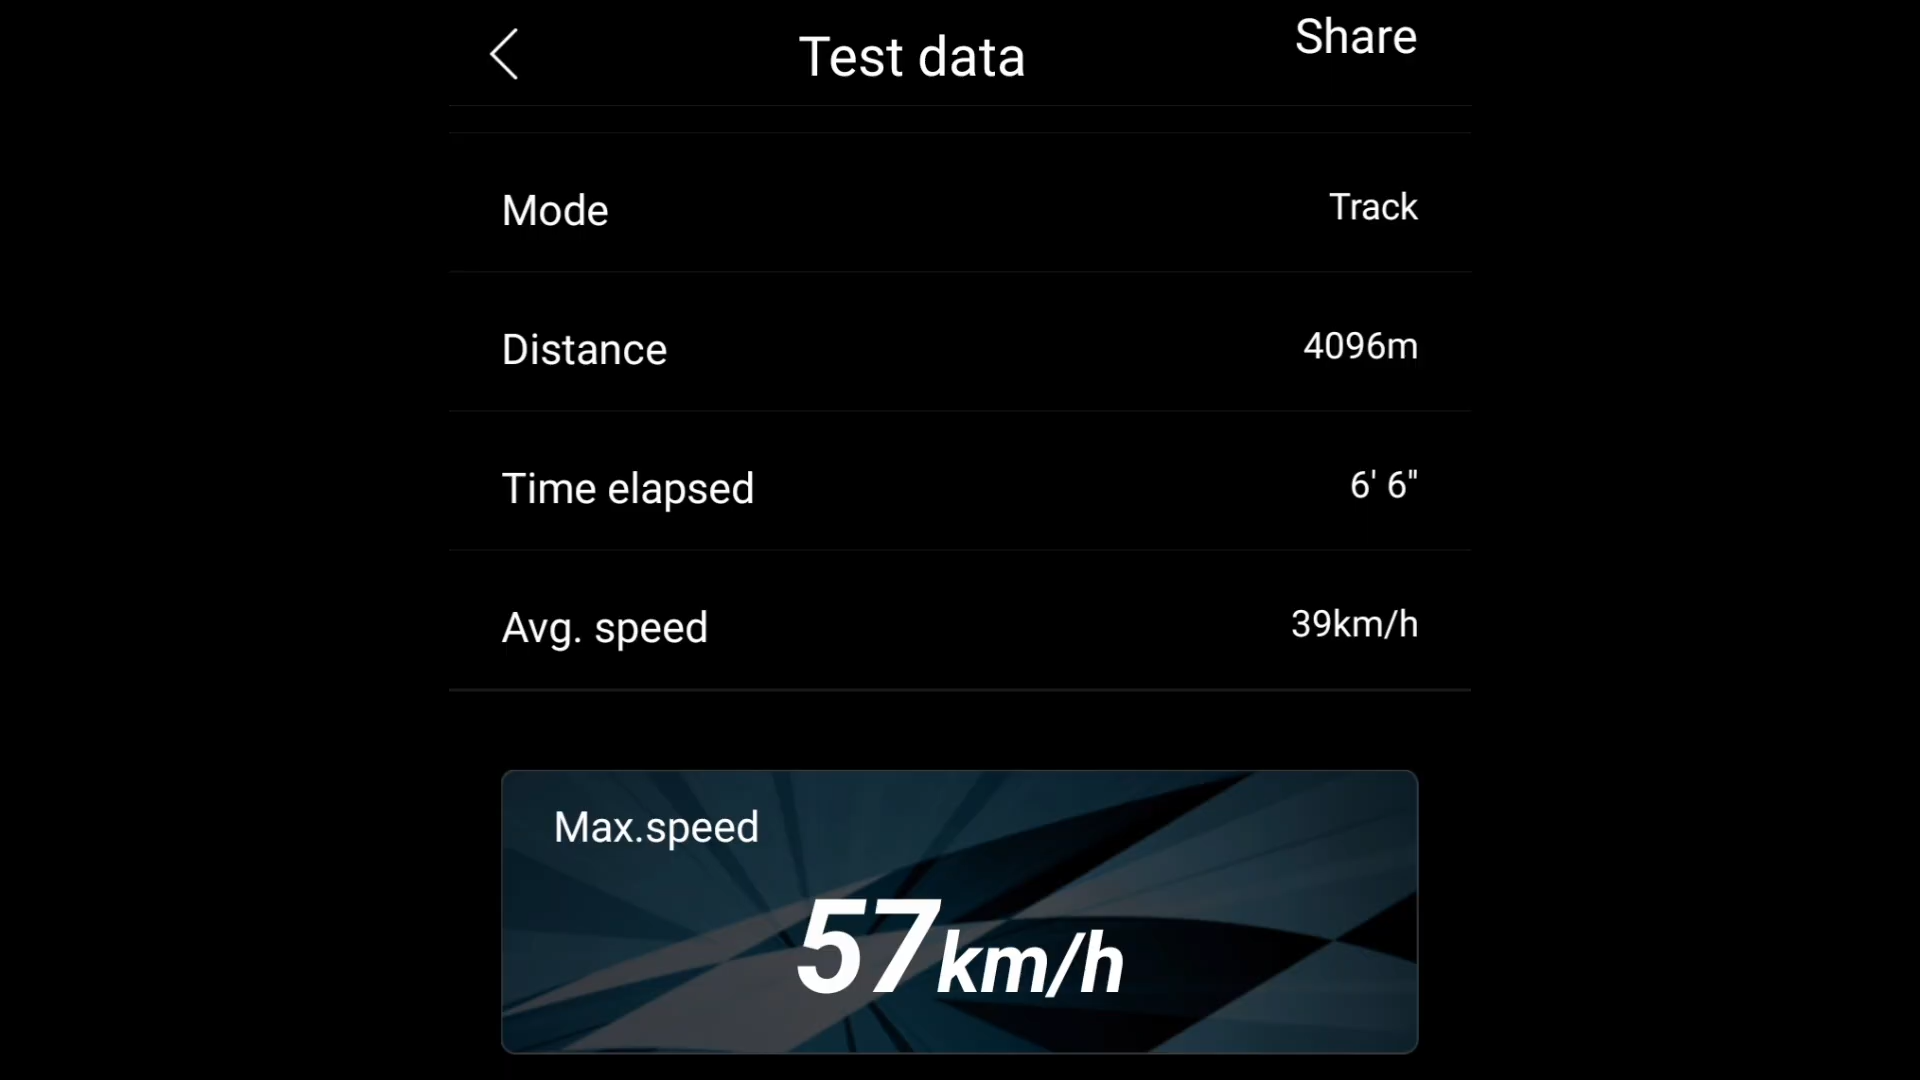 Test data
Share
Mode
Track
Distance
4096m
Time elapsed
6' 6"
Avg. speed
39km/h
Max.speed
57km/h